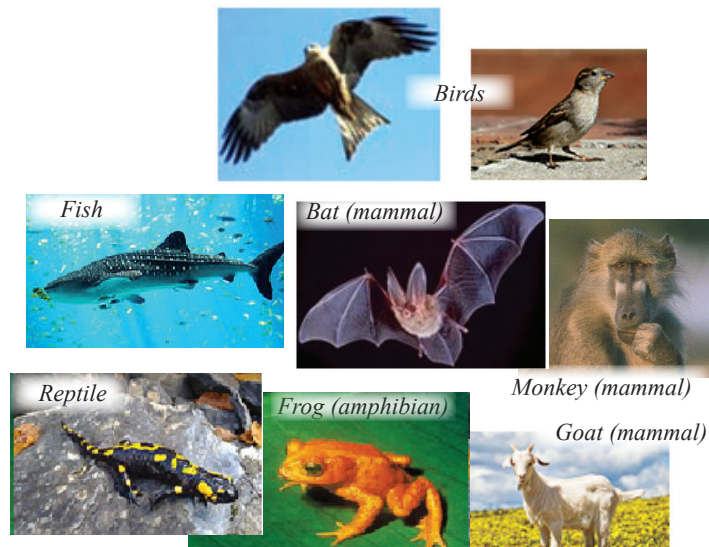 Birds
Fish
Bat (mammal)
Monkey (mammal)
Reptile
Frog (amphibian)
Goat (mammal)